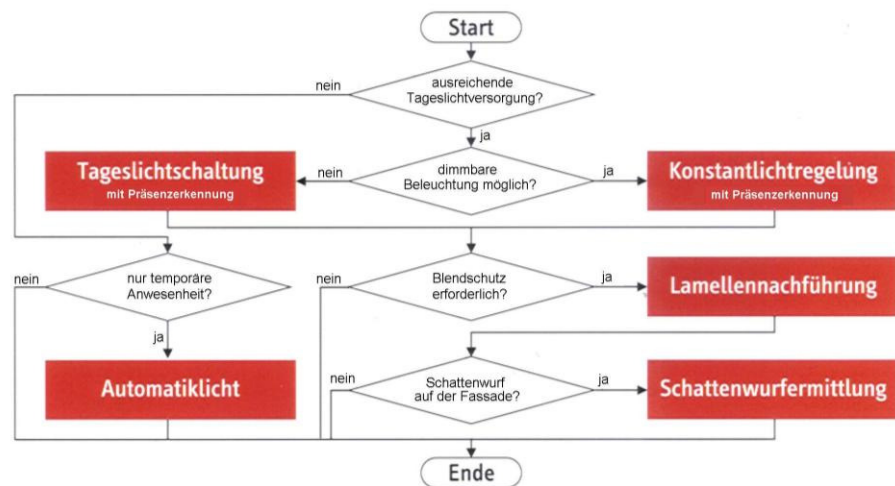 Start
nein
ausreichende
Tageslichtversorgung?
ja
Tageslichtschaltung
mit Präsenzerkennung
nein
dimmbare
Beleuchtung möglich?
ja
Konstantlichtregelung
mit Präsenzerkennung
nein
nur temporäre
Anwesenheit?
ja
nein
Blendschutz
erforderlich?
ja
Lamellennachführung
Automatiklicht
nein
Schattenwurf
auf der Fassade?
ja
Schattenwurfermittlung
Ende